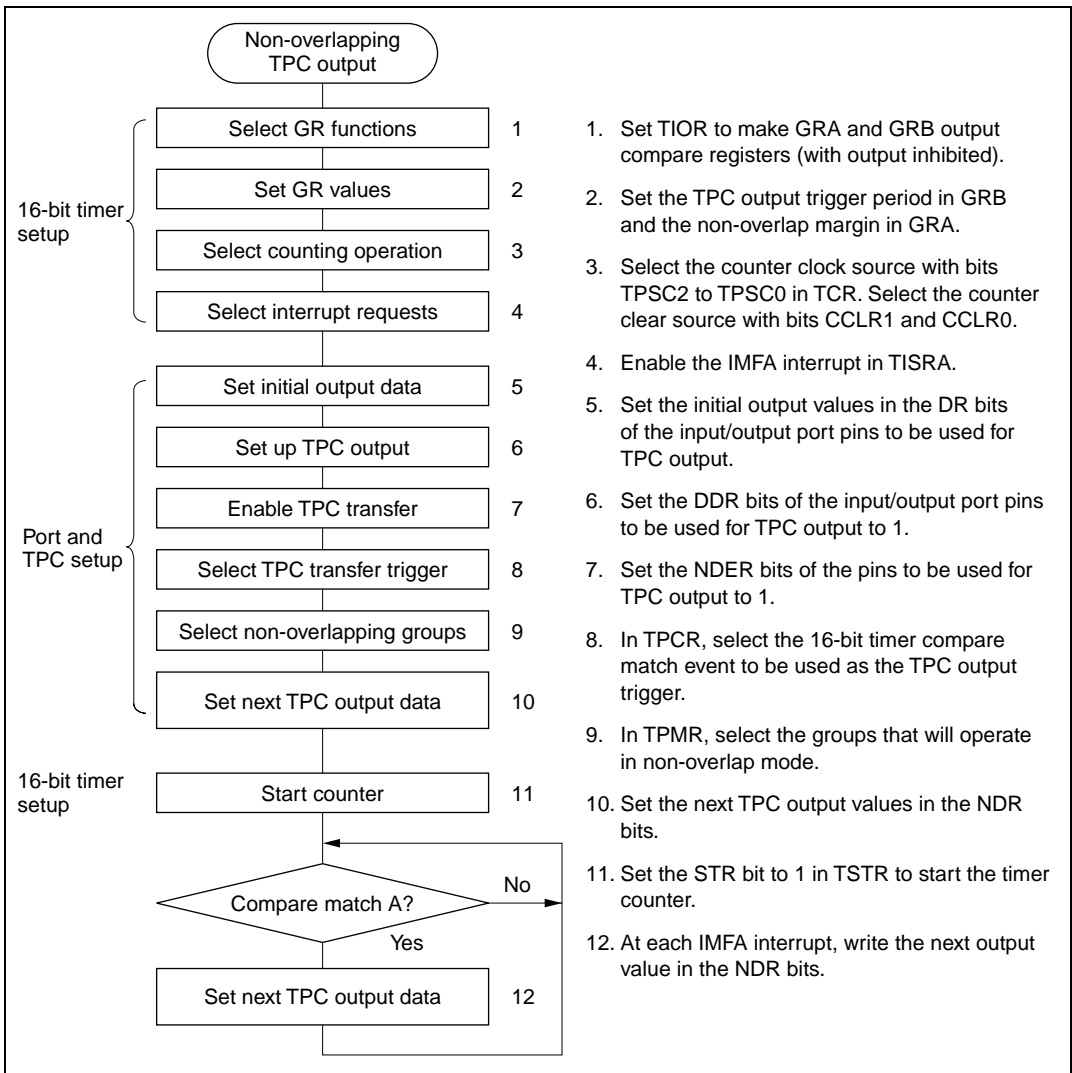 Non-overlapping
TPC output
16-bit timer
setup
Select GR functions 1
Set GR values 2
Select counting operation 3
Select interrupt requests 4
Port and
TPC setup
Set initial output data 5
Set up TPC output 6
Enable TPC transfer 7
Select TPC transfer trigger 8
Select non-overlapping groups 9
Set next TPC output data 10
16-bit timer
setup
Start counter 11
Compare match A?
No
Yes
Set next TPC output data 12
1. Set TIOR to make GRA and GRB output
compare registers (with output inhibited).
2. Set the TPC output trigger period in GRB
and the non-overlap margin in GRA.
3. Select the counter clock source with bits
TPSC2 to TPSC0 in TCR. Select the counter
clear source with bits CCLR1 and CCLR0.
4. Enable the IMFA interrupt in TISRA.
5. Set the initial output values in the DR bits
of the input/output port pins to be used for
TPC output.
6. Set the DDR bits of the input/output port pins
to be used for TPC output to 1.
7. Set the NDER bits of the pins to be used for
TPC output to 1.
8. In TPCR, select the 16-bit timer compare
match event to be used as the TPC output
trigger.
9. In TPMR, select the groups that will operate
in non-overlap mode.
10. Set the next TPC output values in the NDR
bits.
11. Set the STR bit to 1 in TSTR to start the timer
counter.
12. At each IMFA interrupt, write the next output
value in the NDR bits.